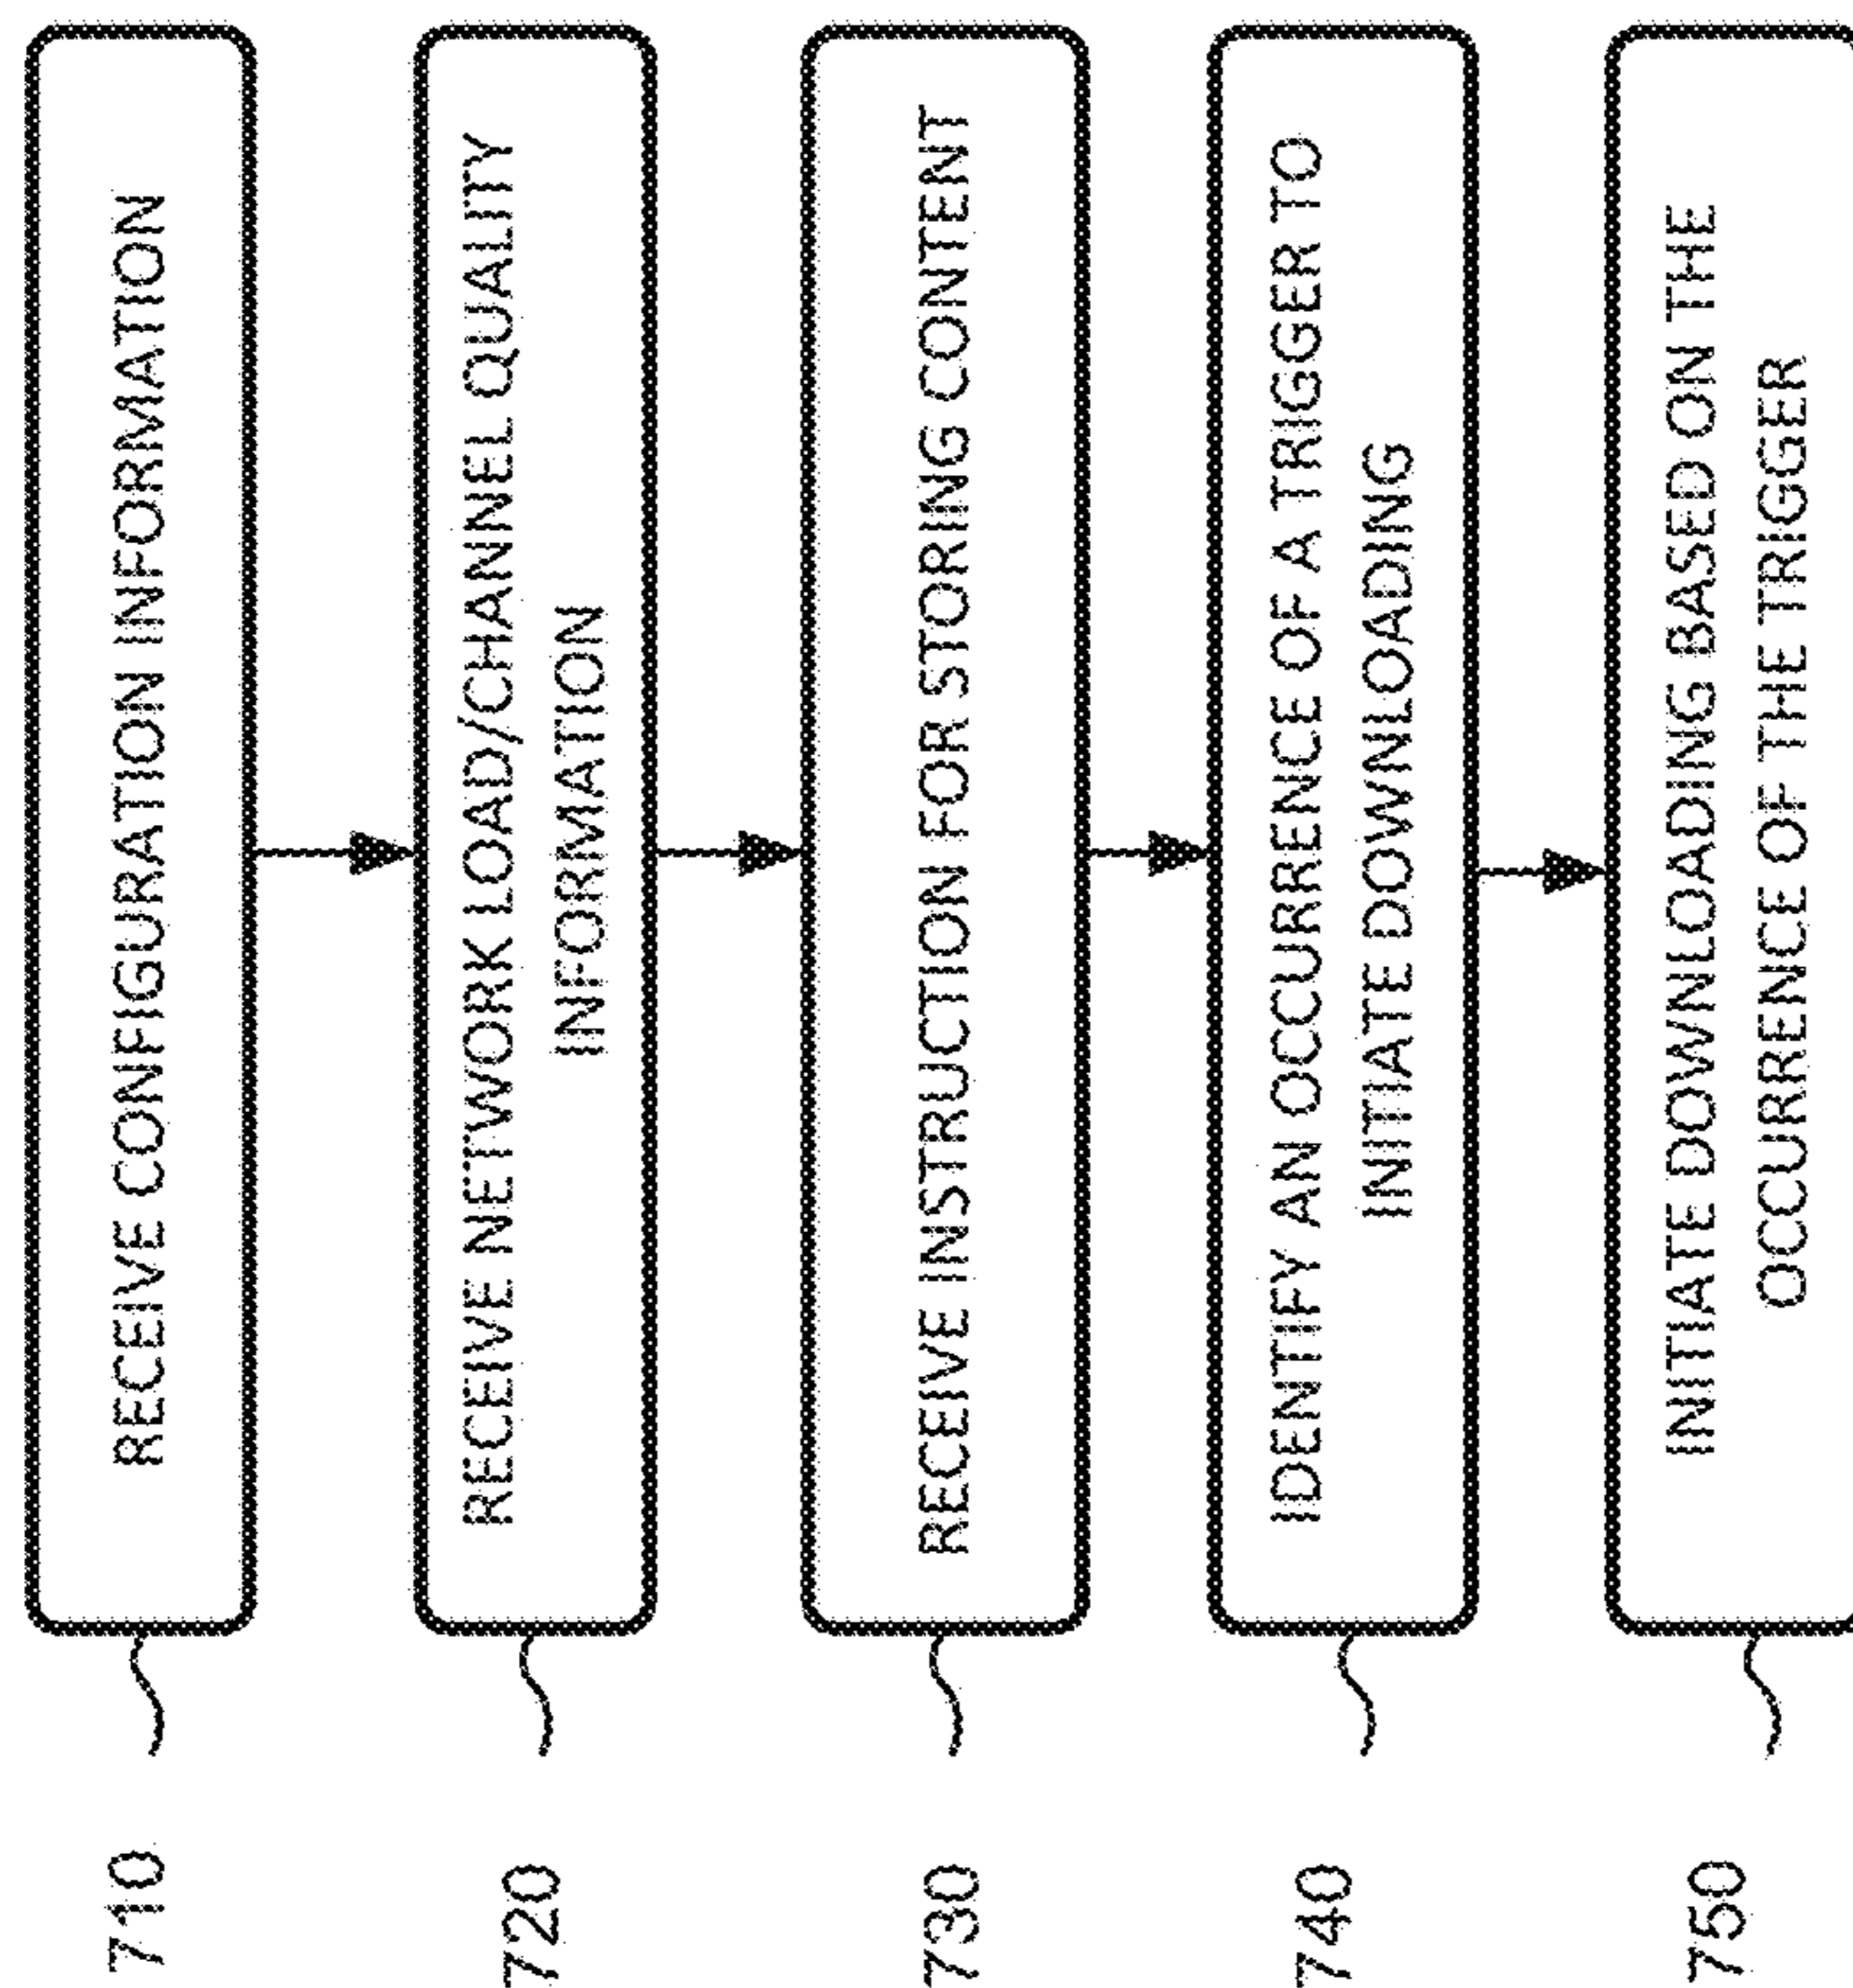 710
RECEIVE CONFIGURATION INFORMATION
720
RECEIVE NETWORK LOAD/CHANNEL QUALITY
INFORMATION
730
RECEIVE INSTRUCTION FOR STORING CONTENT
740
IDENTIFY AN OCCURRENCE OF A TRIGGER TO
INITIATE DOWNLOADING
750
INITIATE DOWNLOADING BASED ON THE
OCCURRENCE OF THE TRIGGER